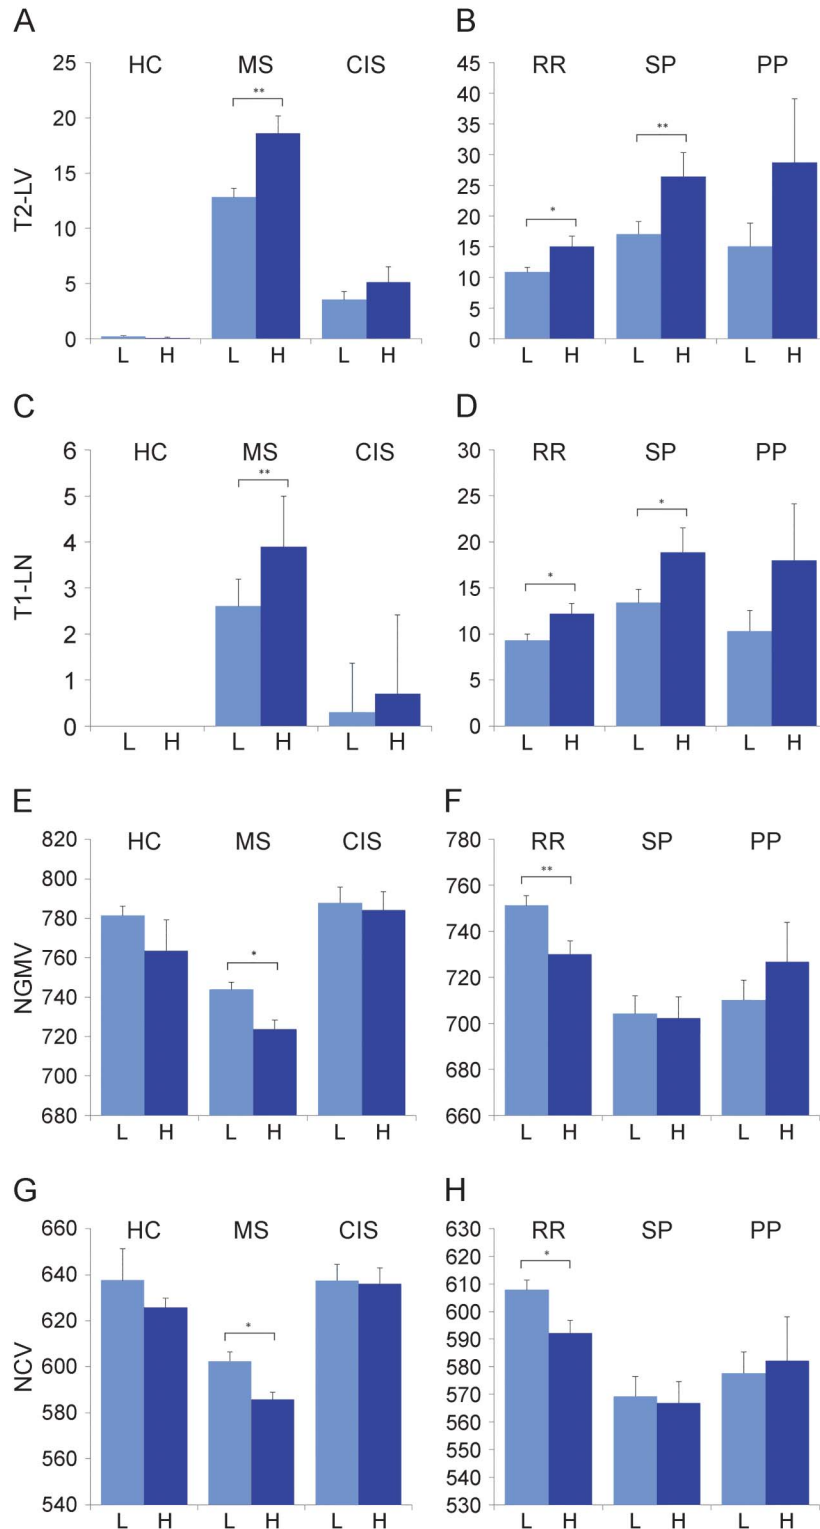 A
B
T2-LV
25
20
15
10
5
0
HC MS CIS
**
L H L H L H
45
40
35
30
25
20
15
10
5
0
RR SP PP
*
**
L H L H L H
C
D
T1-LN
6
5
4
3
2
1
0
HC MS CIS
**
L H L H L H
30
25
20
15
10
5
0
RR SP PP
*
*
L H L H L H
E
F
NGMV
820
800
780
760
740
720
700
680
HC MS CIS
*
L H L H L H
780
760
740
720
700
680
660
RR SP PP
**
L H L H L H
G
H
NCV
660
640
620
600
580
560
540
HC MS CIS
*
L H L H L H
630
620
610
600
590
580
570
560
550
540
530
RR SP PP
*
L H L H L H